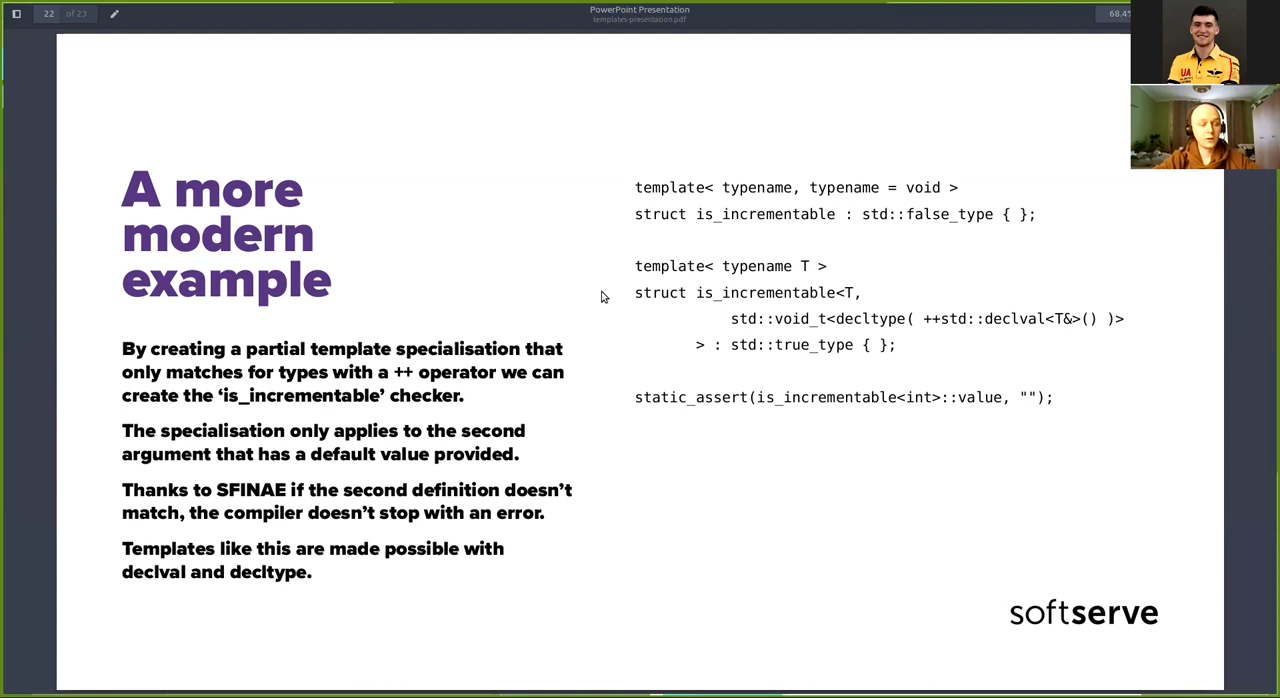 PowerPoint Presentation
templates-presentation.pdf
22 of 23
68.4%
A more
modern
example
By creating a partial template specialisation that
only matches for types with a ++ operator we can
create the ‘is_incrementable’ checker.
The specialisation only applies to the second
argument that has a default value provided.
Thanks to SFINAE if the second definition doesn’t
match, the compiler doesn’t stop with an error.
Templates like this are made possible with
declval and decltype.
template< typename, typename = void >
struct is_incrementable : std::false_type { };
template< typename T >
struct is_incrementable<T,
std::void_t<decltype( ++std::declval<T&>() )>
> : std::true_type { };
static_assert(is_incrementable<int>::value, "");
softserve
UA